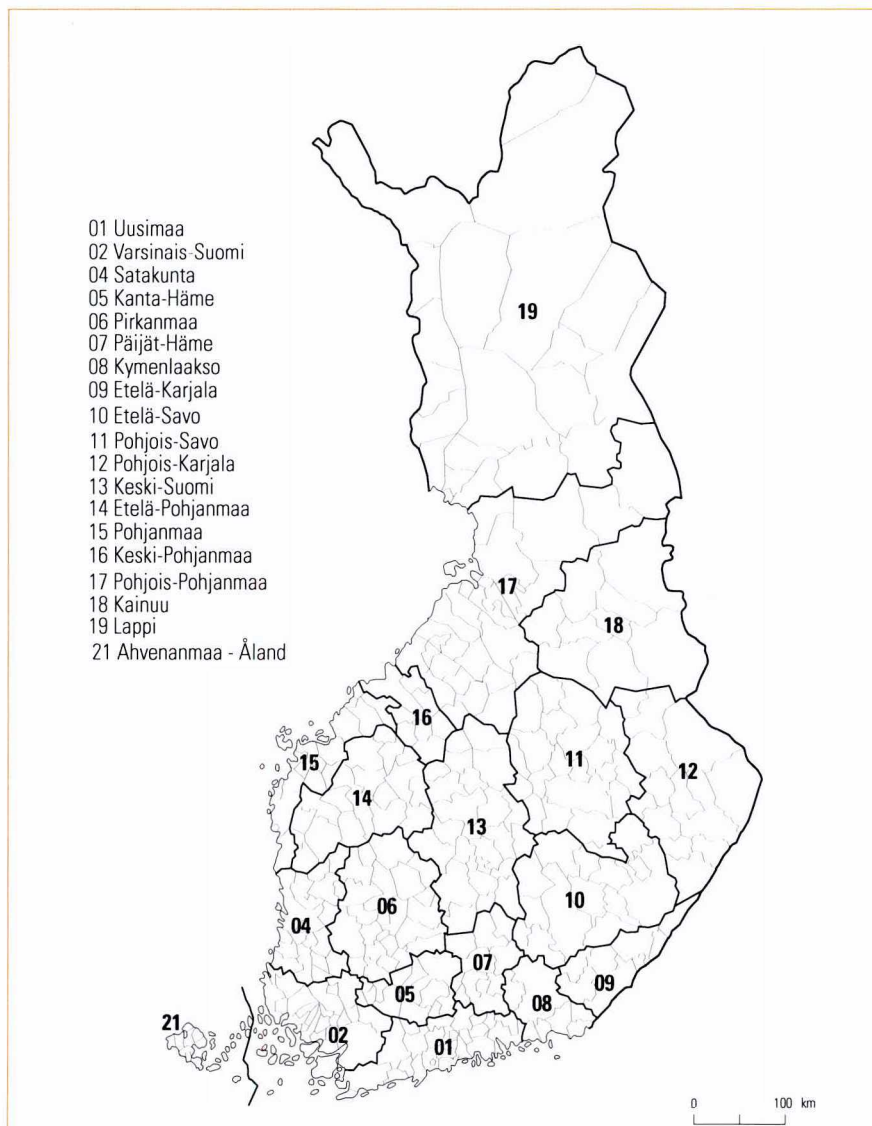 01 Uusimaa
02 Varsinais-Suomi
04 Satakunta
05 Kanta-Häme
06 Pirkanmaa
07 Päijät-Häme
08 Kymenlaakso
09 Etelä-Karjala
10 Etelä-Savo
11 Pohjois-Savo
12 Pohjois-Karjala
13 Keski-Suomi
14 Etelä-Pohjanmaa
15 Pohjanmaa
16 Keski-Pohjanmaa
17 Pohjois-Pohjanmaa
18 Kainuu
19 Lappi
21 Ahvenanmaa - Åland
19
17
18
16
15
11
12
14
13
06
10
04
07
09
05
08
21
02
01
0 100 km